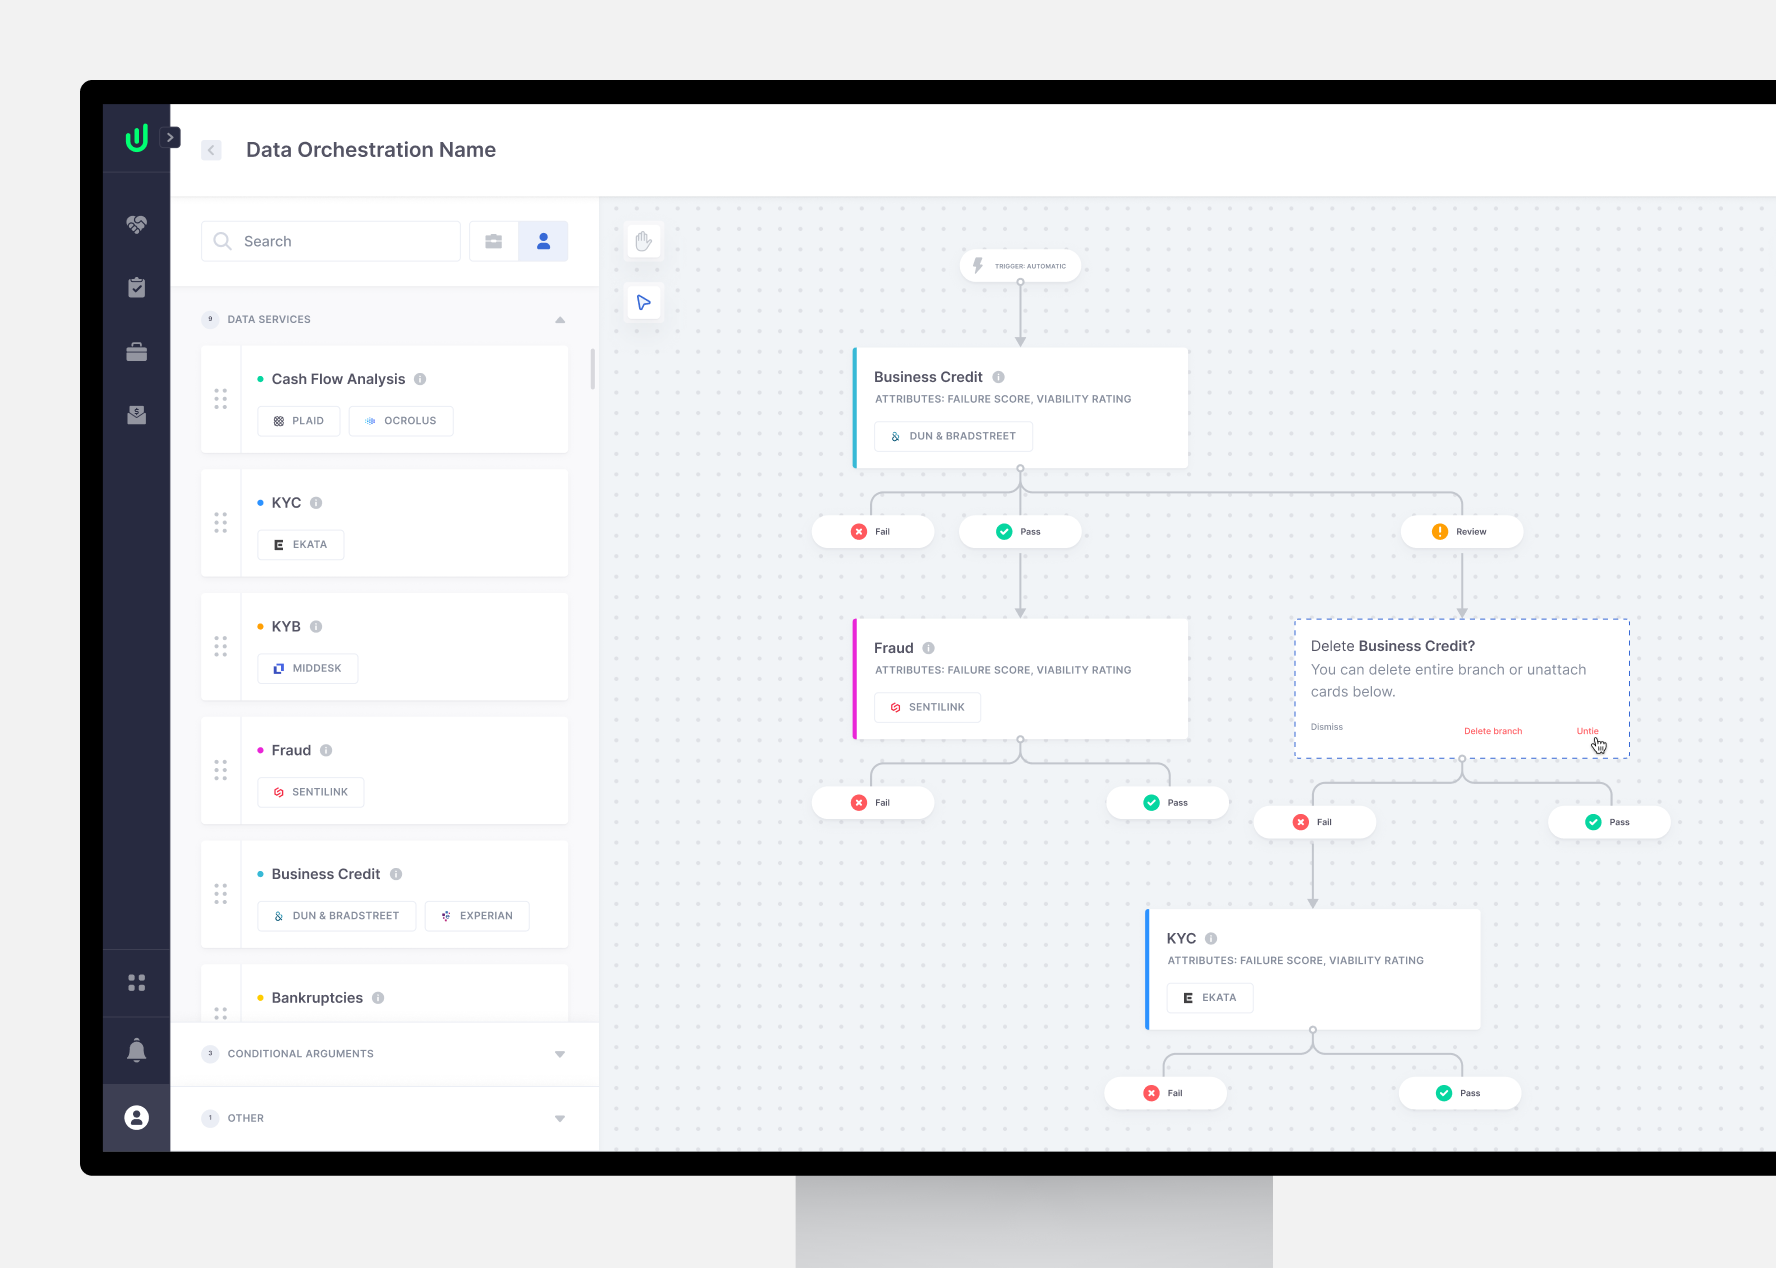 Data Orchestration Name
Search
9 DATA SERVICES
Cash Flow Analysis
PLAID
OCROLUS
KYC
EKATA
KYB
MIDDESK
Fraud
SENTILINK
Business Credit
DUN & BRADSTREET
EXPERIAN
Bankruptcies
3 CONDITIONAL ARGUMENTS
1 OTHER
TRIGGER: AUTOMATIC
Business Credit
ATTRIBUTES: FAILURE SCORE, VIABILITY RATING
DUN & BRADSTREET
Fail
Pass
Review
Fraud
ATTRIBUTES: FAILURE SCORE, VIABILITY RATING
SENTILINK
Fail
Pass
Delete Business Credit?
You can delete entire branch or unattach
cards below.
Dismiss
Delete branch
Untie
Fail
Pass
KYC
ATTRIBUTES: FAILURE SCORE, VIABILITY RATING
EKATA
Fail
Pass